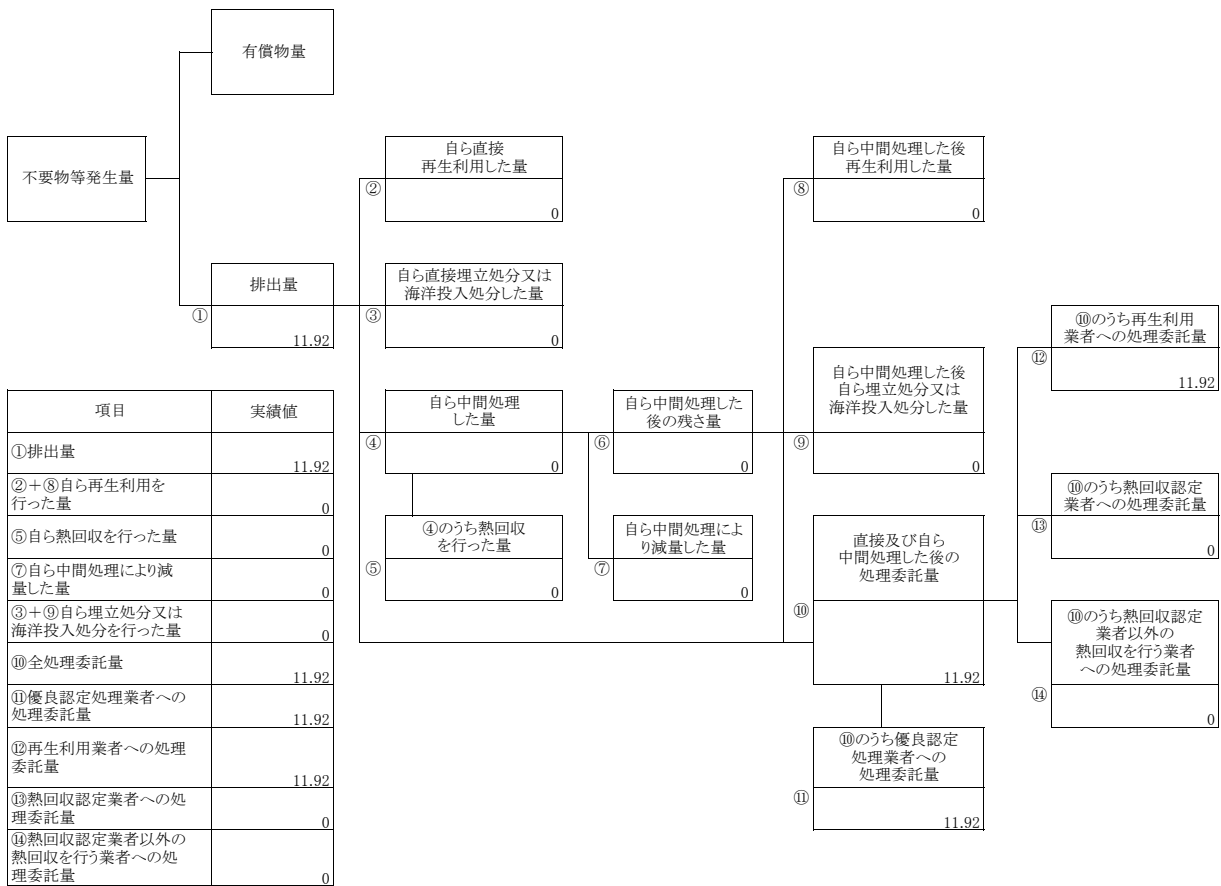 有償物量
不要物等発生量
自ら直接
再生利用した量
②
0
自ら中間処理した後
再生利用した量
⑧
0
排出量
①
11.92
自ら直接埋立処分又は
海洋投入処分した量
③
0
⑩のうち再生利用
業者への処理委託量
⑫
11.92
自ら中間処理
した量
④
0
自ら中間処理した
後の残さ量
⑥
0
自ら中間処理した後
自ら埋立処分又は
海洋投入処分した量
⑨
0
⑩のうち熱回収認定
業者への処理委託量
⑬
0
④のうち熱回収
を行った量
⑤
0
自ら中間処理によ
り減量した量
⑦
0
直接及び自ら
中間処理した後の
処理委託量
⑩
11.92
⑩のうち熱回収認定
業者以外の
熱回収を行う業者
への処理委託量
⑭
0
⑩のうち優良認定
処理業者への
処理委託量
⑪
11.92
項目 実績値
①排出量
11.92
②+⑧自ら再生利用を
行った量
0
⑤自ら熱回収を行った量
0
⑦自ら中間処理により減
量した量
0
③+⑨自ら埋立処分又は
海洋投入処分を行った量
0
⑩全処理委託量
11.92
⑪優良認定処理業者への
処理委託量
11.92
⑫再生利用業者への処理
委託量
11.92
⑬熱回収認定業者への処
理委託量
0
⑭熱回収認定業者以外の
熱回収を行う業者への処
理委託量
0